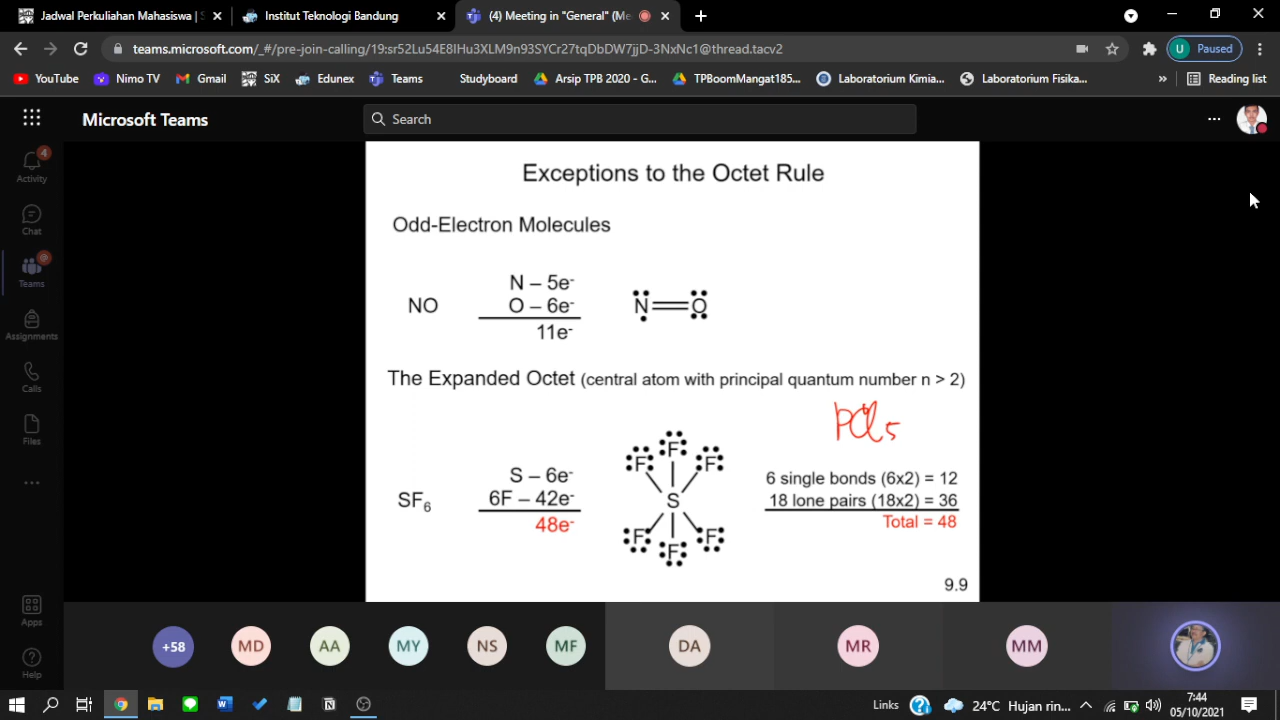 Jadwal Perkuliahan Mahasiswa |
Institut Teknologi Bandung
(4) Meeting in "General" (Me
teams.microsoft.com/_#/pre-join-calling/19:sr52Lu54E8IHu3XLM9n93SYCr27tqDbDW7jjD-3NxNc1@thread.tacv2
U Paused
YouTube Nimo TV Gmail SIX Edunex Teams Studyboard Arsip TPB 2020 - G... TPBcomMangat185... Laboratorium Kimia... Laboratorium Fisika... » Reading list
Microsoft Teams
Search
4
Activity
Chat
Teams
Assignments
Calls
Files
Apps
Help
Exceptions to the Octet Rule
Odd-Electron Molecules
NO
N – 5e-
O – 6e-
11e-
N O
The Expanded Octet (central atom with principal quantum number n > 2)
PCl5
SF6
S – 6e-
6F – 42e-
48e-
F
F F
S
F F
F
6 single bonds (6x2) = 12
18 lone pairs (18x2) = 36
Total = 48
9.9
+58 MD AA MY NS MF DA MR MM
Links 24°C Hujan rin... 7:44
05/10/2021